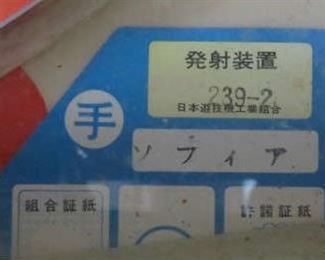 発射装置
239-2
日本遊技機工業組合
手
ソフィア
組合証紙
許諾証紙